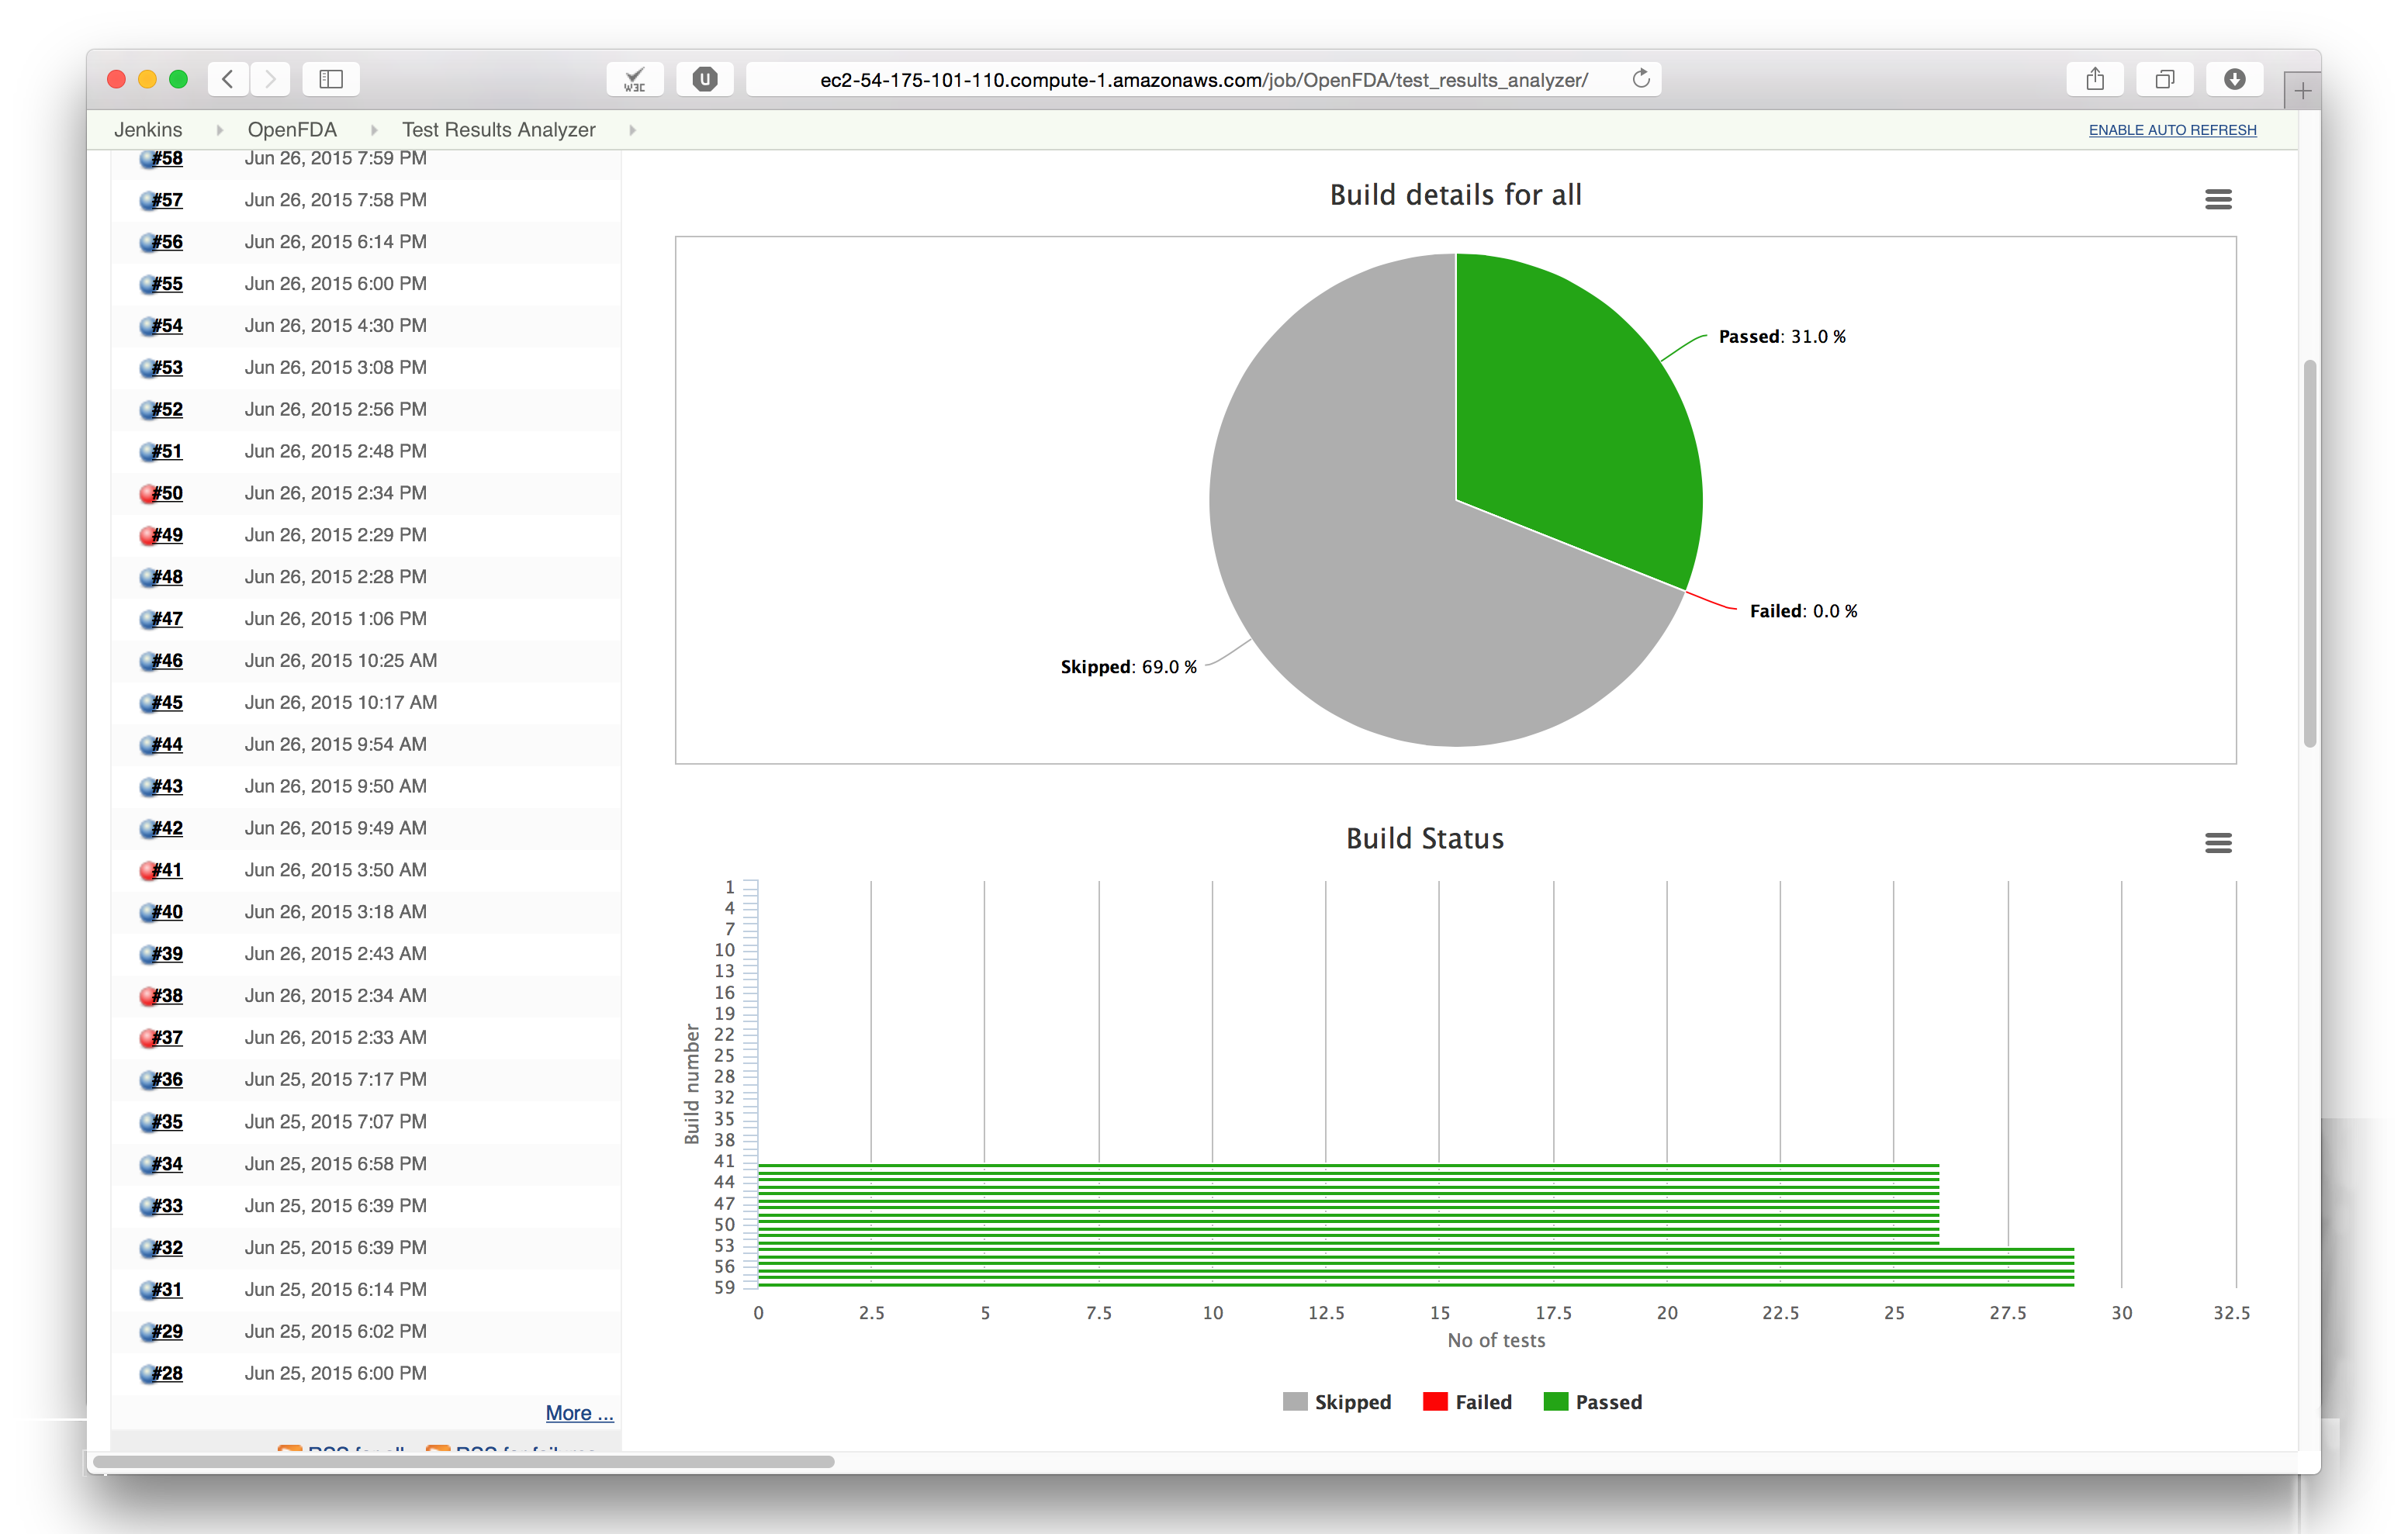 W3C
U
ec2-54-175-101-110.compute-1.amazonaws.com/job/OpenFDA/test_results_analyzer/
Jenkins OpenFDA Test Results Analyzer
ENABLE AUTO REFRESH
#58 Jun 26, 2015 7:59 PM
#57 Jun 26, 2015 7:58 PM
#56 Jun 26, 2015 6:14 PM
#55 Jun 26, 2015 6:00 PM
#54 Jun 26, 2015 4:30 PM
#53 Jun 26, 2015 3:08 PM
#52 Jun 26, 2015 2:56 PM
#51 Jun 26, 2015 2:48 PM
#50 Jun 26, 2015 2:34 PM
#49 Jun 26, 2015 2:29 PM
#48 Jun 26, 2015 2:28 PM
#47 Jun 26, 2015 1:06 PM
#46 Jun 26, 2015 10:25 AM
#45 Jun 26, 2015 10:17 AM
#44 Jun 26, 2015 9:54 AM
#43 Jun 26, 2015 9:50 AM
#42 Jun 26, 2015 9:49 AM
#41 Jun 26, 2015 3:50 AM
#40 Jun 26, 2015 3:18 AM
#39 Jun 26, 2015 2:43 AM
#38 Jun 26, 2015 2:34 AM
#37 Jun 26, 2015 2:33 AM
#36 Jun 25, 2015 7:17 PM
#35 Jun 25, 2015 7:07 PM
#34 Jun 25, 2015 6:58 PM
#33 Jun 25, 2015 6:39 PM
#32 Jun 25, 2015 6:39 PM
#31 Jun 25, 2015 6:14 PM
#29 Jun 25, 2015 6:02 PM
#28 Jun 25, 2015 6:00 PM
More ...
RSS for all RSS for failures
Build details for all
Passed: 31.0 %
Failed: 0.0 %
Skipped: 69.0 %
Build Status
Build number
1
4
7
10
13
16
19
22
25
28
32
35
38
41
44
47
50
53
56
59
0 2.5 5 7.5 10 12.5 15 17.5 20 22.5 25 27.5 30 32.5
No of tests
Skipped Failed Passed